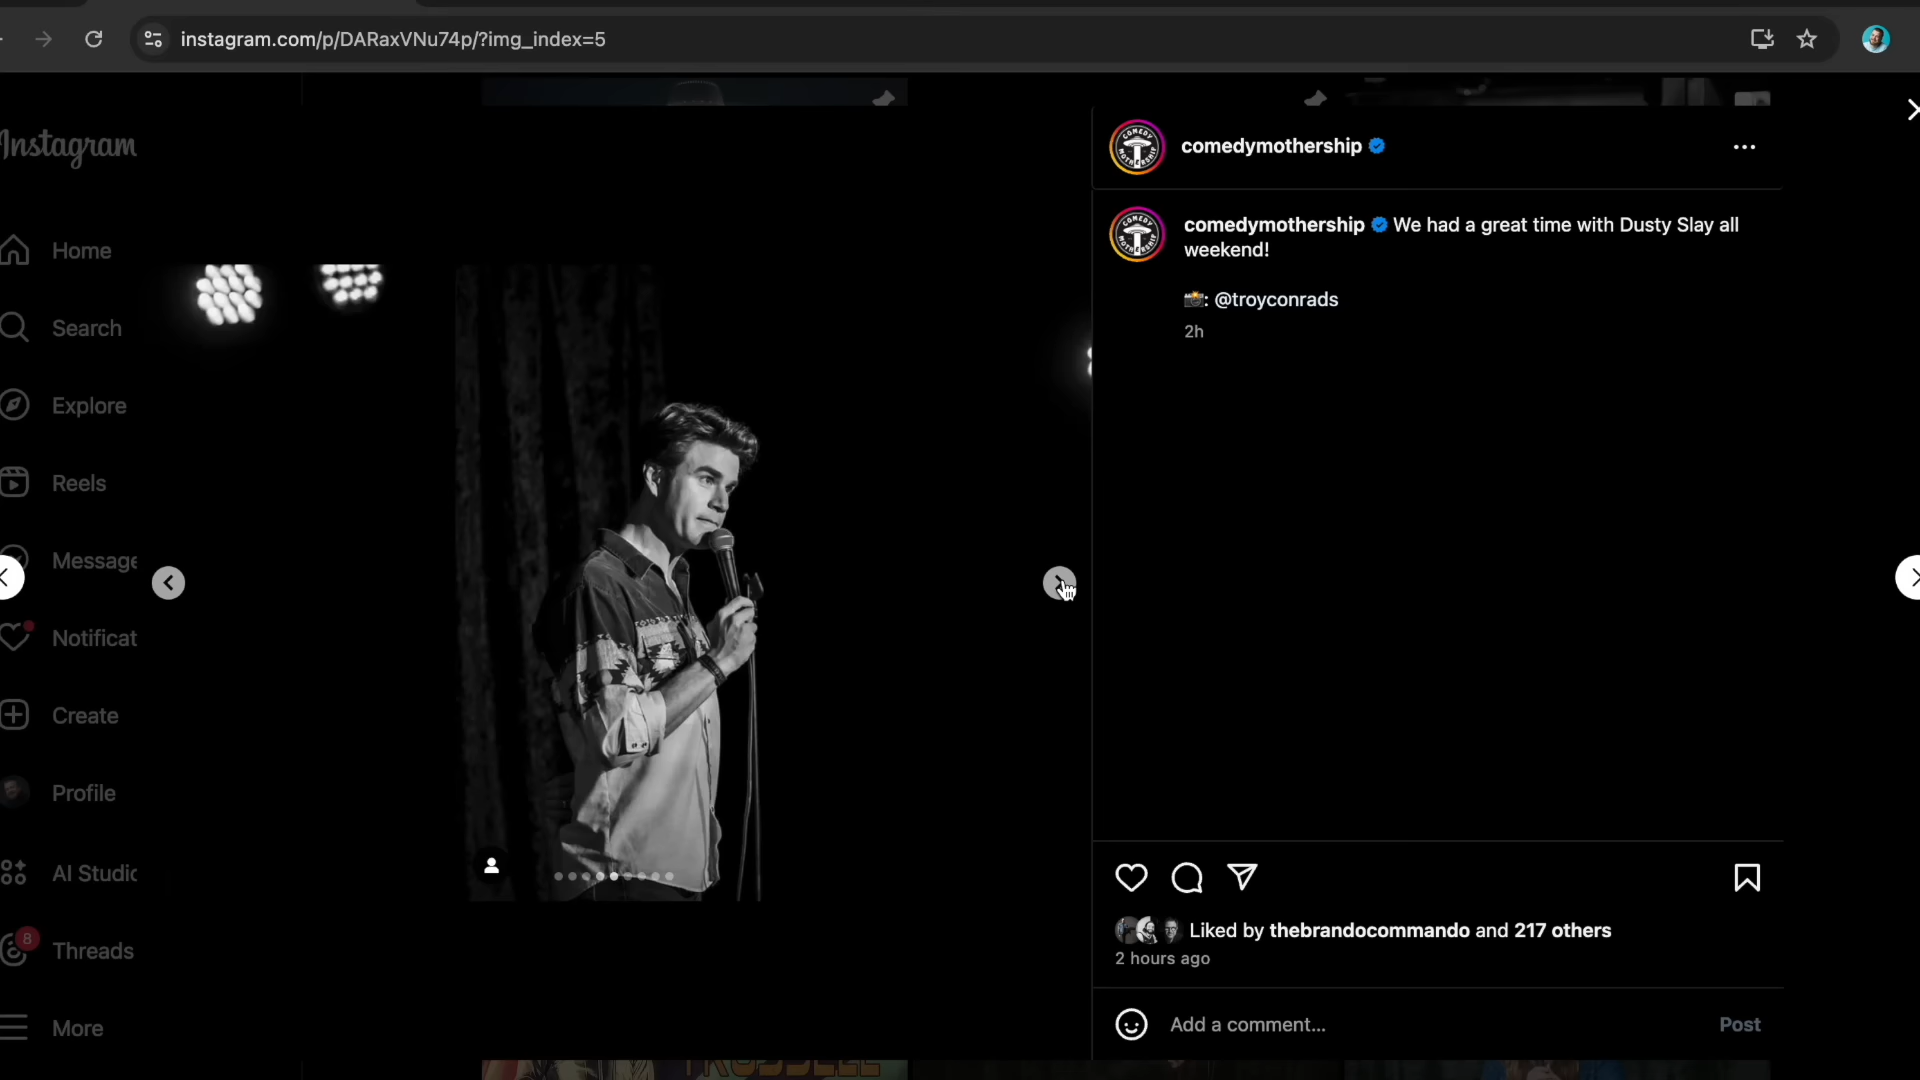 instagram.com/p/DARaxVNu74p/?img_index=5
Instagram
Home
Search
Explore
Reels
Message
Notificat
Create
Profile
AI Studic
8
Threads
More
comedymothership
comedymothership We had a great time with Dusty Slay all
weekend!
📸: @troyconrads
2h
Liked by thebrandocommando and 217 others
2 hours ago
Add a comment...
Post